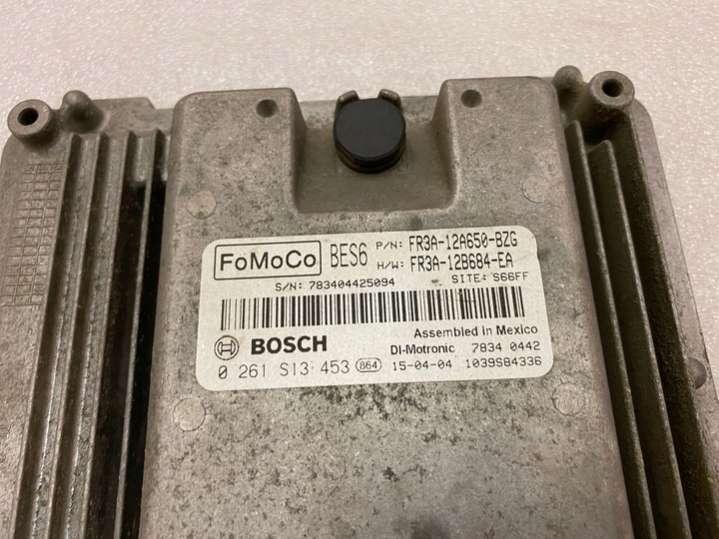 FoMoCo BES6 P/N: FR3A-12A650-BZG
H/W: FR3A-12B684-EA
S/N: 783404425094 SITE: S66FF
Assembled in Mexico
BOSCH DI-Motronic 7834 0442
0 261 S13 453 864 15-04-04 1039S84336